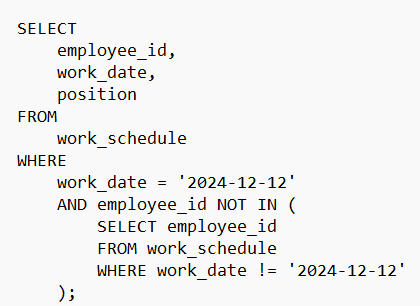 SELECT
    employee_id,
    work_date,
    position
FROM
    work_schedule
WHERE
    work_date = '2024-12-12'
    AND employee_id NOT IN (
        SELECT employee_id
        FROM work_schedule
        WHERE work_date != '2024-12-12'
    );